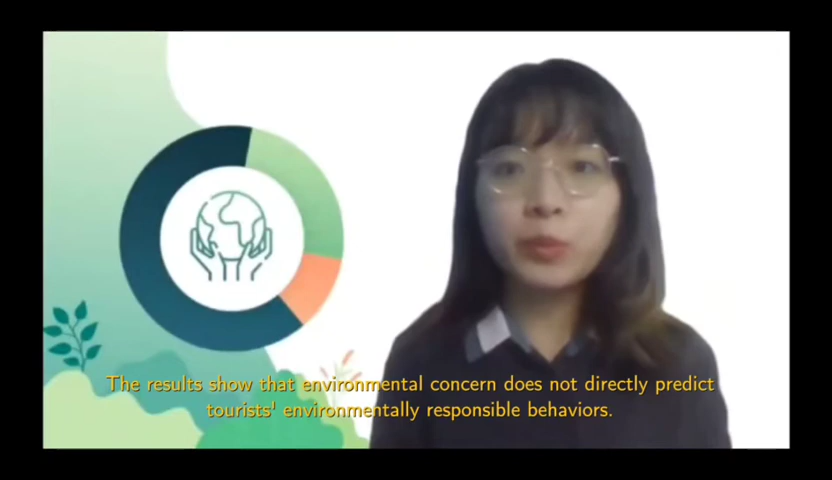 The results show that environmental concern does not directly predict
tourists' environmentally responsible behaviors.